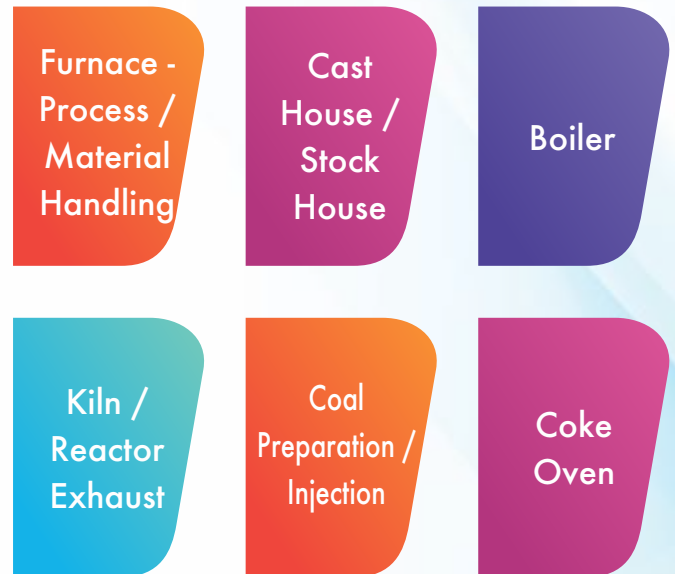 Furnace -
Process /
Material
Handling
Cast
House /
Stock
House
Boiler
Kiln /
Reactor
Exhaust
Coal
Preparation /
Injection
Coke
Oven